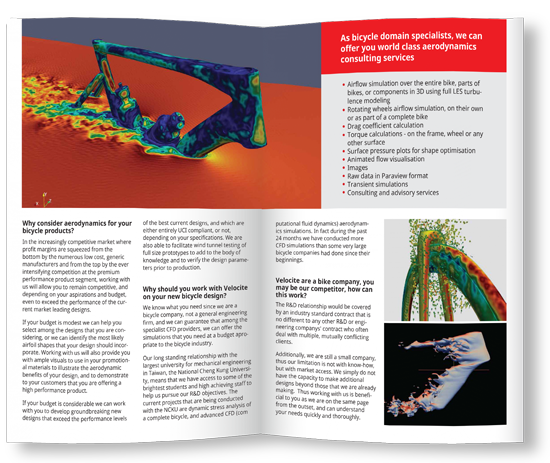 As bicycle domain specialists, we can
offer you world class aerodynamics
consulting services
• Airflow simulation over the entire bike, parts of
bikes, or components in 3D using full LES turbu-
lence modeling
• Rotating wheels airflow simulation, on their own
or as part of a complete bike
• Drag coefficient calculation
• Torque calculations - on the frame, wheel or any
other surface
• Surface pressure plots for shape optimisation
• Animated flow visualisation
• Images
• Raw data in Paraview format
• Transient simulations
• Consulting and advisory services
Why consider aerodynamics for your
bicycle products?
In the increasingly competitive market where
profit margins are squeezed from the
bottom by the numerous low cost, generic
manufacturers and from the top by the ever
intensifying competition at the premium
performance product segment, working with
us will allow you to remain competitive, and
depending on your aspirations and budget,
even to exceed the performance of the cur-
rent market leading designs.
If your budget is modest we can help you
select among the designs that you are con-
sidering, or we can identify the most likely
airfoil shapes that your design should incor-
porate. Working with us will also provide you
with ample visuals to use in your promotion-
al materials to illustrate the aerodynamic
benefits of your design, and to demonstrate
to your customers that you are offering a
high performance product.
If your budget is considerable we can work
with you to develop groundbreaking new
designs that exceed the performance levels
of the best current designs, and which are
either entirely UCI compliant, or not,
depending on your specifications. We are
also able to facilitate wind tunnel testing of
full size prototypes to add to the body of
knowledge and to verify the design parame-
ters prior to production.
Why should you work with Velocite
on your new bicycle design?
We know what you need since we are a
bicycle company, not a general engineering
firm, and we can guarantee that among the
specialist CFD providers, we can offer the
simulations that you need at a budget apro-
priate to the bicycle industry.
Our long standing relationship with the
largest university for mechanical engineering
in Taiwan, the National Cheng Kung Universi-
ty, means that we have access to some of the
brightest students and high achieving staff to
help us pursue our R&D objectives. The
current projects that are being conducted
with the NCKU are dynamic stress analysis of
a complete bicycle, and advanced CFD (com
putational fluid dynamics) aerodynam-
ics simulations. In fact during the past
24 months we have conducted more
CFD simulations than some very large
bicycle companies had done since their
beginnings.
Velocite are a bike company, you
may be our competitor, how can
this work?
The R&D relationship would be covered
by an industry standard contract that is
no different to any other R&D or engi-
neering companys' contract who often
deal with multiple, mutually conflicting
clients.
Additionally, we are still a small company,
thus our limitation is not with know-how,
but with market access. We simply do not
have the capacity to make additional
designs beyond those that we are already
making. Thus working with us is benefi-
cial to you as we are on the same page
from the outset, and can understand
your needs quickly and thoroughly.